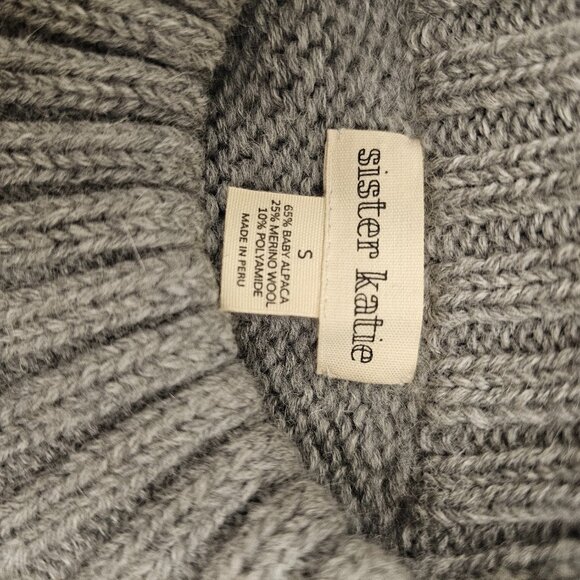 sister katie
S
65% BABY ALPACA
25% MERINO WOOL
10% POLYAMIDE
MADE IN PERU